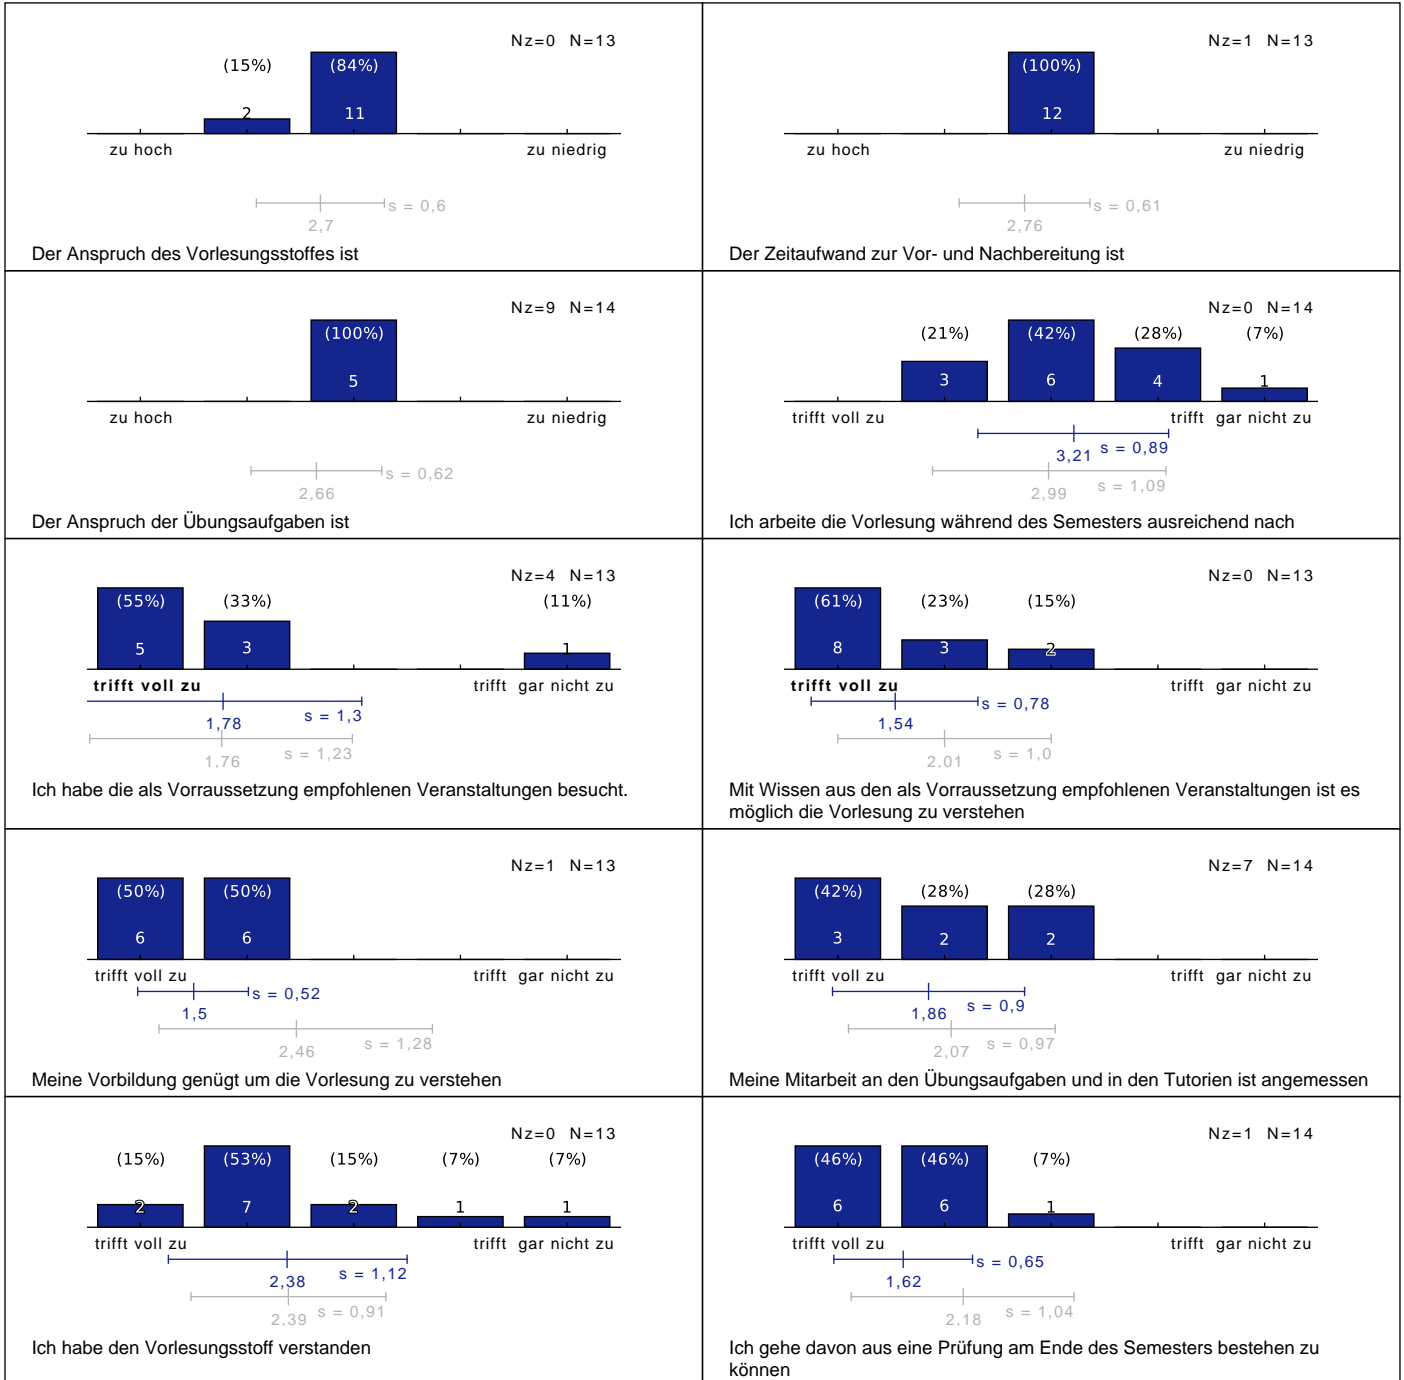 Nz=0 N=13
(15%) (84%)
2 11
zu hoch zu niedrig
s = 0,6
2,7
Der Anspruch des Vorlesungsstoffes ist
Nz=1 N=13
(100%)
12
zu hoch zu niedrig
s = 0,61
2,76
Der Zeitaufwand zur Vor- und Nachbereitung ist
Nz=9 N=14
(100%)
5
zu hoch zu niedrig
s = 0,62
2,66
Der Anspruch der Übungsaufgaben ist
Nz=0 N=14
(21%) (42%) (28%) (7%)
3 6 4 1
trifft voll zu trifft gar nicht zu
3,21 s = 0,89
2,99 s = 1,09
Ich arbeite die Vorlesung während des Semesters ausreichend nach
Nz=4 N=13
(55%) (33%) (11%)
5 3 1
trifft voll zu trifft gar nicht zu
1,78 s = 1,3
1,76 s = 1,23
Ich habe die als Vorraussetzung empfohlenen Veranstaltungen besucht.
Nz=0 N=13
(61%) (23%) (15%)
8 3 2
trifft voll zu trifft gar nicht zu
s = 0,78
1,54
2,01 s = 1,0
Mit Wissen aus den als Vorraussetzung empfohlenen Veranstaltungen ist es
möglich die Vorlesung zu verstehen
Nz=1 N=13
(50%) (50%)
6 6
trifft voll zu trifft gar nicht zu
s = 0,52
1,5
2,46 s = 1,28
Meine Vorbildung genügt um die Vorlesung zu verstehen
Nz=7 N=14
(42%) (28%) (28%)
3 2 2
trifft voll zu trifft gar nicht zu
1,86 s = 0,9
2,07 s = 0,97
Meine Mitarbeit an den Übungsaufgaben und in den Tutorien ist angemessen
Nz=0 N=13
(15%) (53%) (15%) (7%) (7%)
2 7 2 1 1
trifft voll zu trifft gar nicht zu
2,38 s = 1,12
2,39 s = 0,91
Ich habe den Vorlesungsstoff verstanden
Nz=1 N=14
(46%) (46%) (7%)
6 6 1
trifft voll zu trifft gar nicht zu
s = 0,65
1,62
2,18 s = 1,04
Ich gehe davon aus eine Prüfung am Ende des Semesters bestehen zu
können